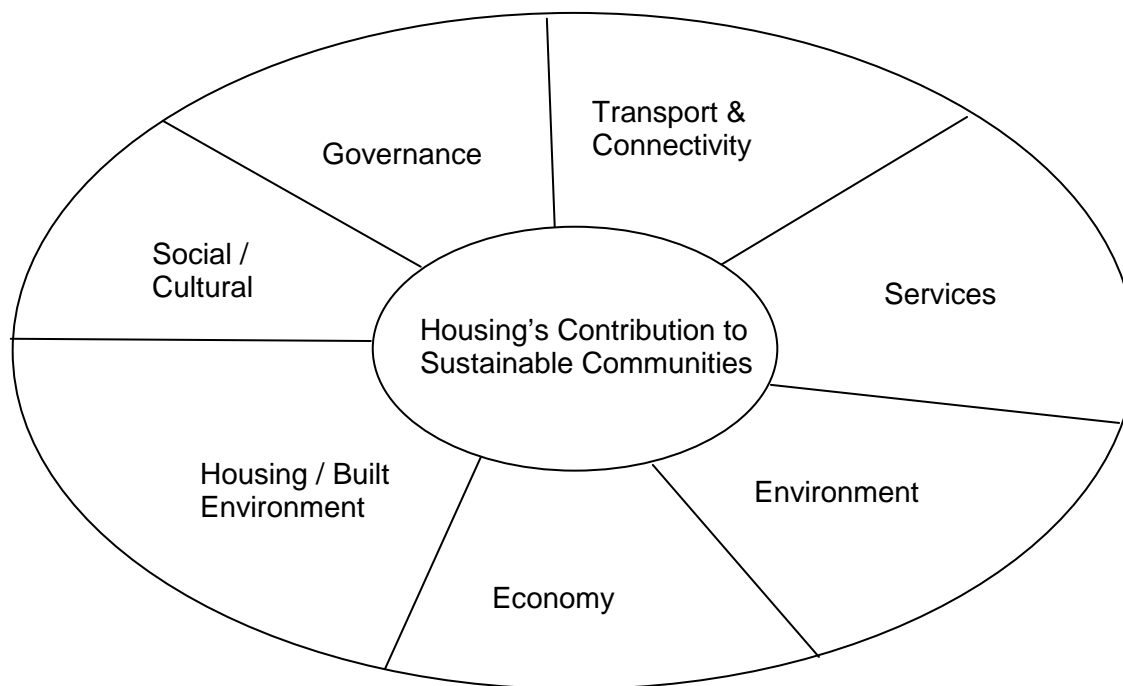 Transport &
Connectivity
Governance
Social /
Cultural
Services
Housing’s Contribution to
Sustainable Communities
Housing / Built
Environment
Environment
Economy